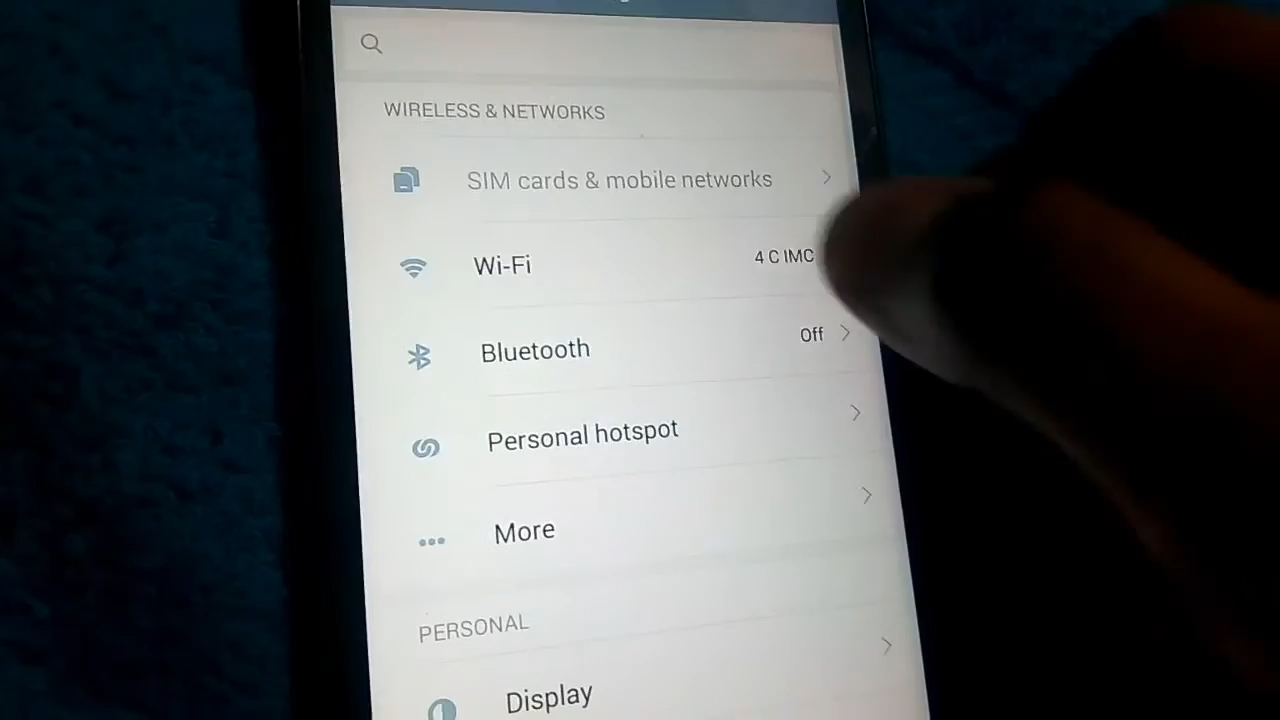 WIRELESS & NETWORKS
SIM cards & mobile networks
Wi-Fi 4 C IMC
Bluetooth Off
Personal hotspot
More
PERSONAL
Display